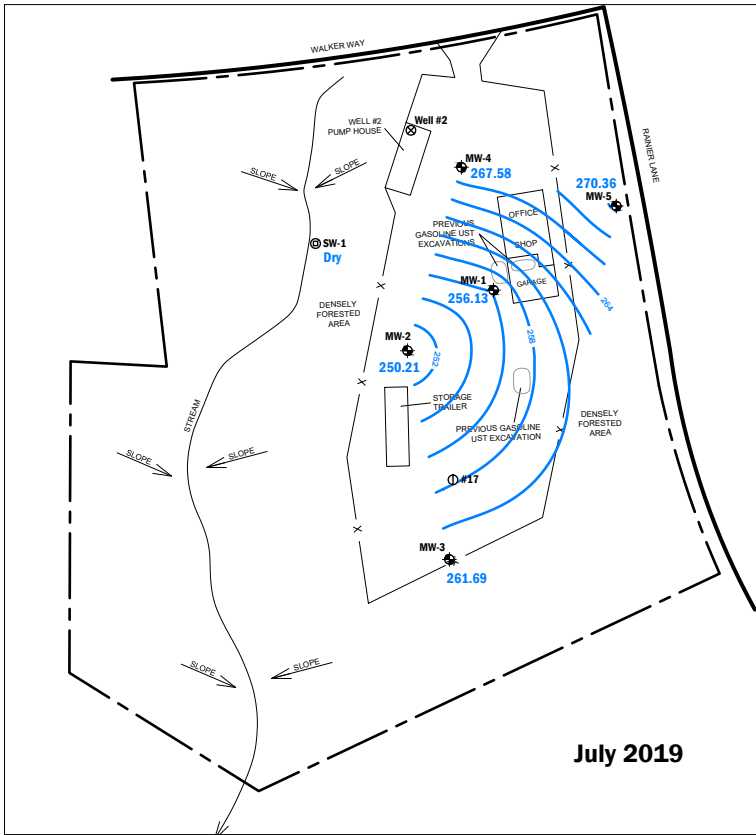 WALKER WAY
RAINIER LANE
WELL #2
PUMP HOUSE
Well #2
MW-4
267.58
270.36
MW-5
SLOPE
SLOPE
OFFICE
PREVIOUS
GASOLINE UST
EXCAVATIONS
SHOP
SW-1
Dry
GARAGE
MW-1
256.13
264
DENSELY
FORESTED
AREA
258
MW-2
250.21
252
STORAGE
TRAILER
STREAM
PREVIOUS GASOLINE
UST EXCAVATION
DENSELY
FORESTED
AREA
SLOPE
SLOPE
#17
X
X
X
X
X
X
MW-3
261.69
SLOPE
SLOPE
July 2019